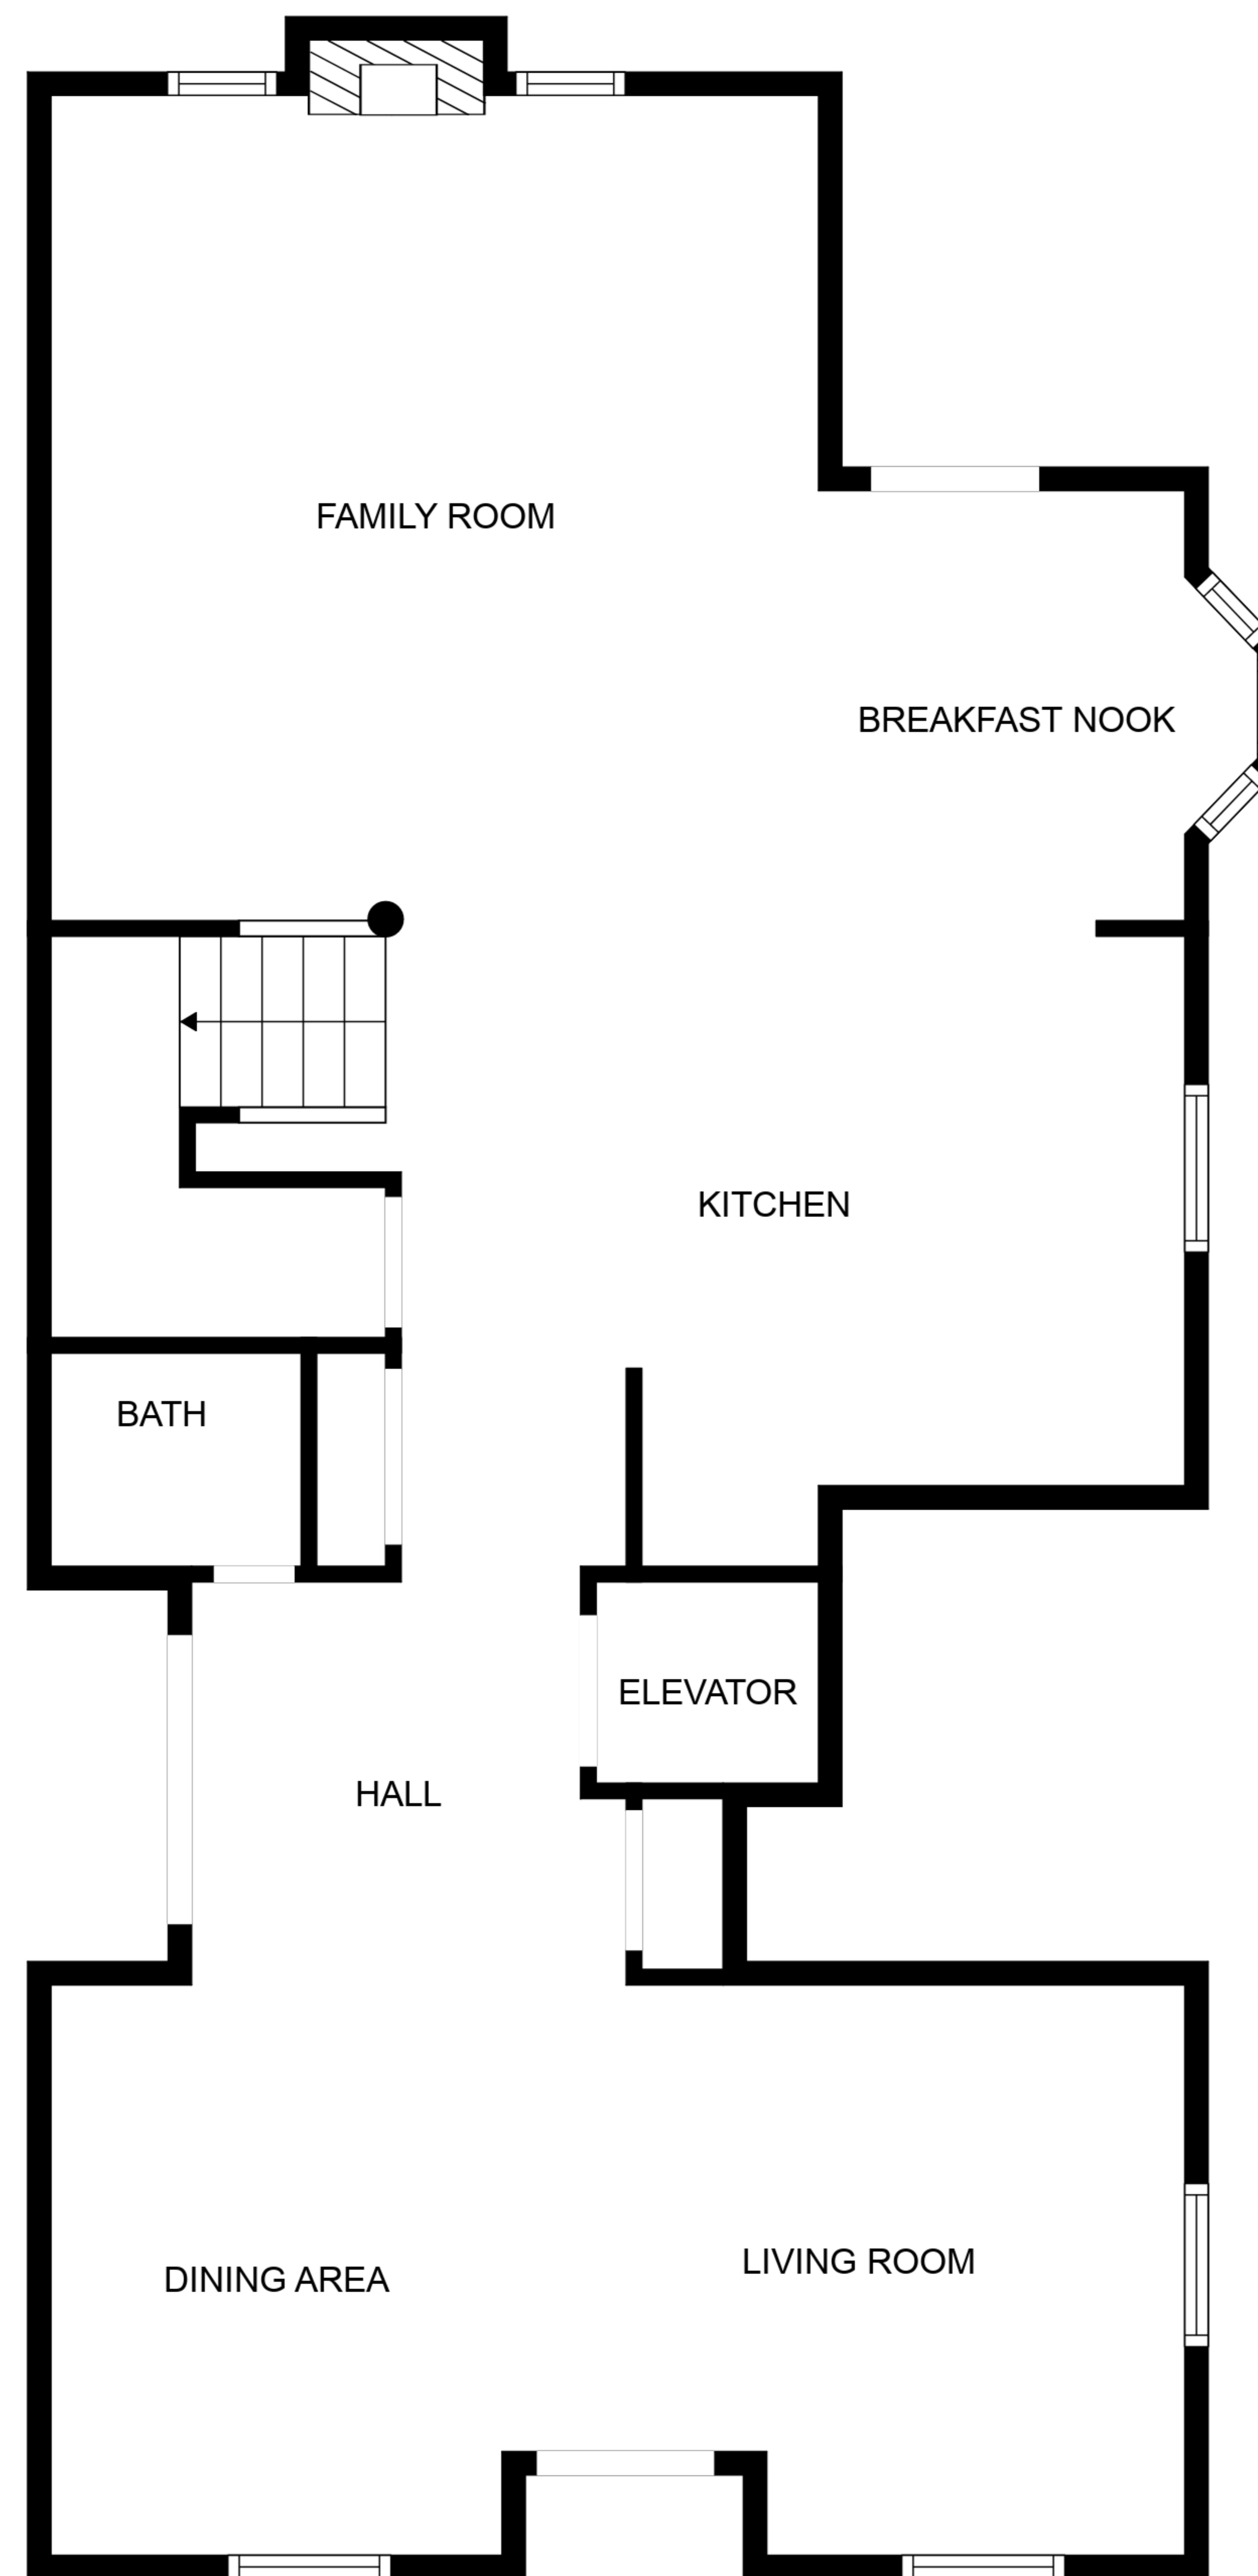 FAMILY ROOM
BREAKFAST NOOK
KITCHEN
BATH
ELEVATOR
HALL
LIVING ROOM
DINING AREA